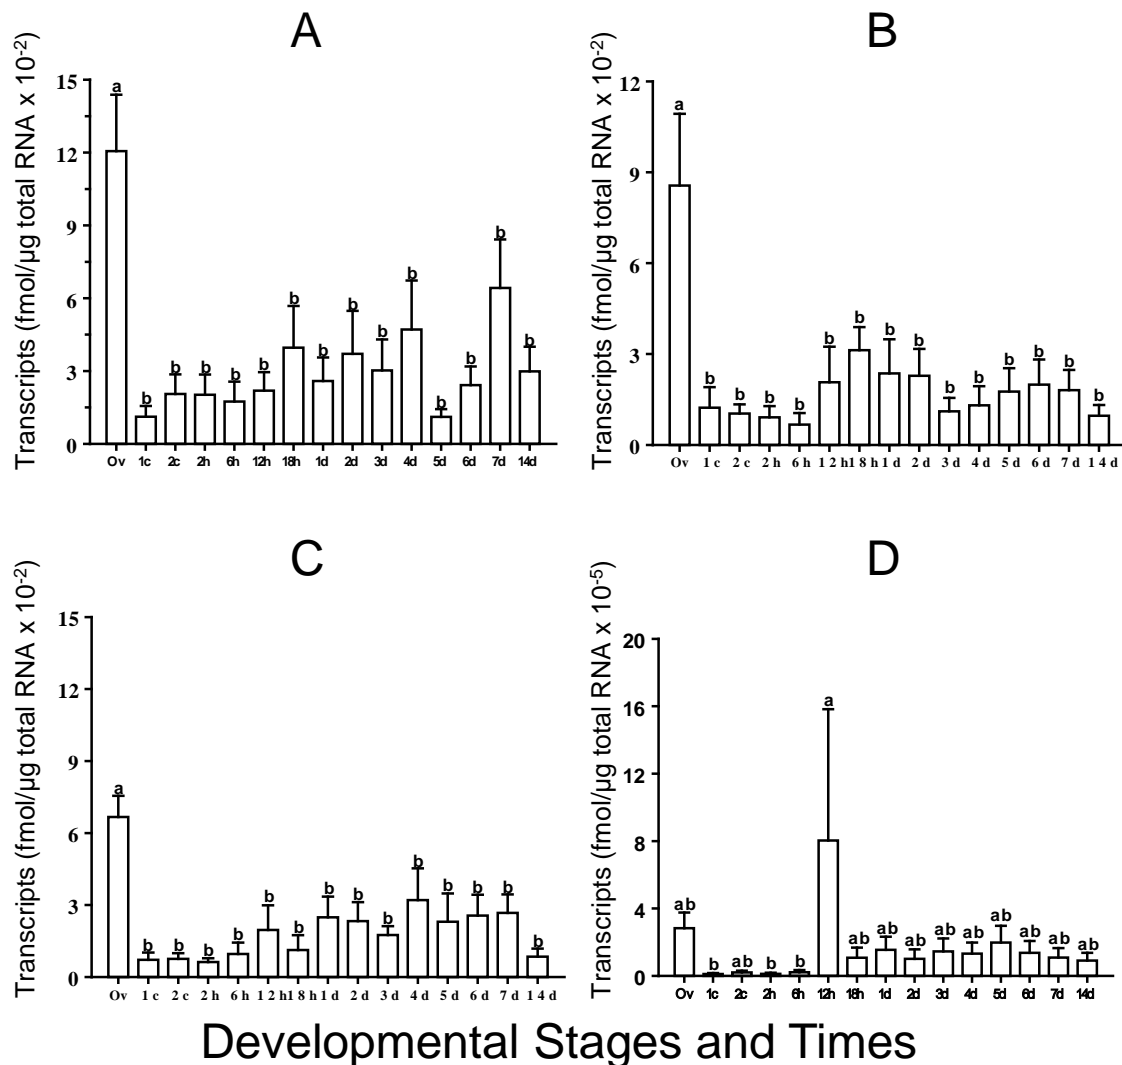 A
Transcripts (fmol/µg total RNA x 10-2)
15
12
9
6
3
0
a
b
b
b
b
b
b
b
b
b
b
b
b
b
b
Ov 1c 2c 2h 6h 12h 18h 1d 2d 3d 4d 5d 6d 7d 14d
B
Transcripts (fmol/µg total RNA x 10-2)
12
9
6
3
0
a
b
b
b
b
b
b
b
b
b
b
b
b
b
b
Ov 1 c 2 c 2 h 6 h 1 2 h1 8 h 1 d 2 d 3 d 4 d 5 d 6 d 7 d 1 4 d
C
Transcripts (fmol/µg total RNA x 10-2)
15
12
9
6
3
0
a
b
b
b
b
b
b
b
b
b
b
b
b
b
b
Ov 1 c 2 c 2 h 6 h 1 2 h1 8 h 1 d 2 d 3 d 4 d 5 d 6 d 7 d 1 4 d
D
Transcripts (fmol/µg total RNA x 10-5)
20
16
12
8
4
0
ab
b
ab
b
b
a
ab
ab
ab
ab
ab
ab
ab
ab
ab
Ov 1c 2c 2h 6h 12h 18h 1d 2d 3d 4d 5d 6d 7d 14d
Developmental Stages and Times